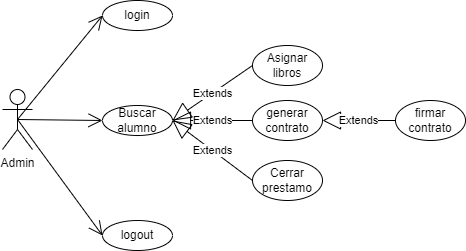 login
Asignar
libros
Extends
Buscar
alumno
Extends
generar
contrato
Extends
firmar
contrato
Extends
Admin
Cerrar
prestamo
logout